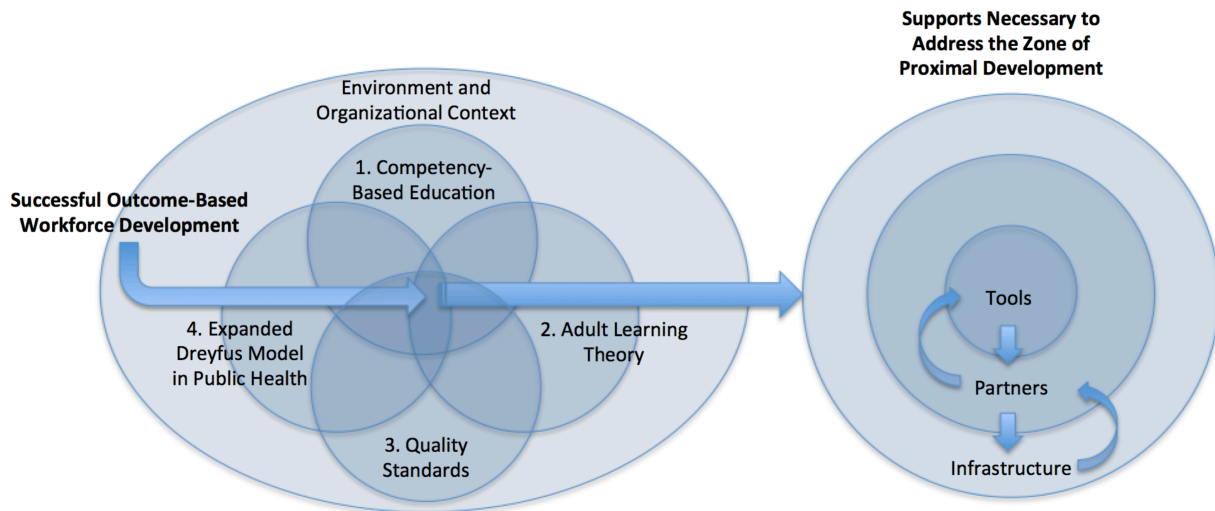 Supports Necessary to
Address the Zone of
Proximal Development
Environment and
Organizational Context
1. Competency-
Based Education
Successful Outcome-Based
Workforce Development
4. Expanded
Dreyfus Model
in Public Health
2. Adult Learning
Theory
3. Quality
Standards
Tools
Partners
Infrastructure